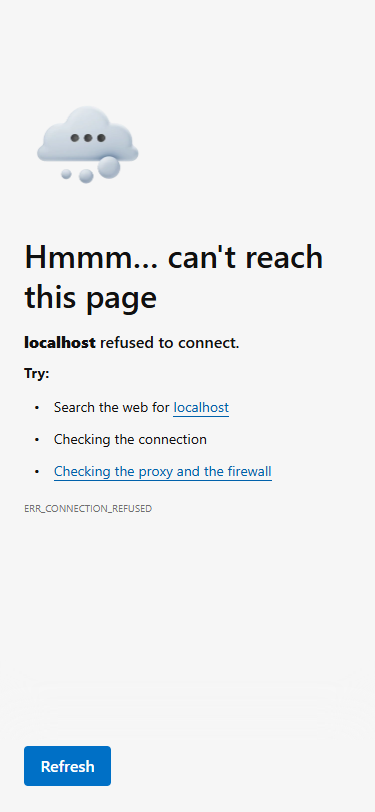 Hmmm... can't reach
this page
localhost refused to connect.
Try:
• Search the web for localhost
• Checking the connection
• Checking the proxy and the firewall
ERR_CONNECTION_REFUSED
Refresh